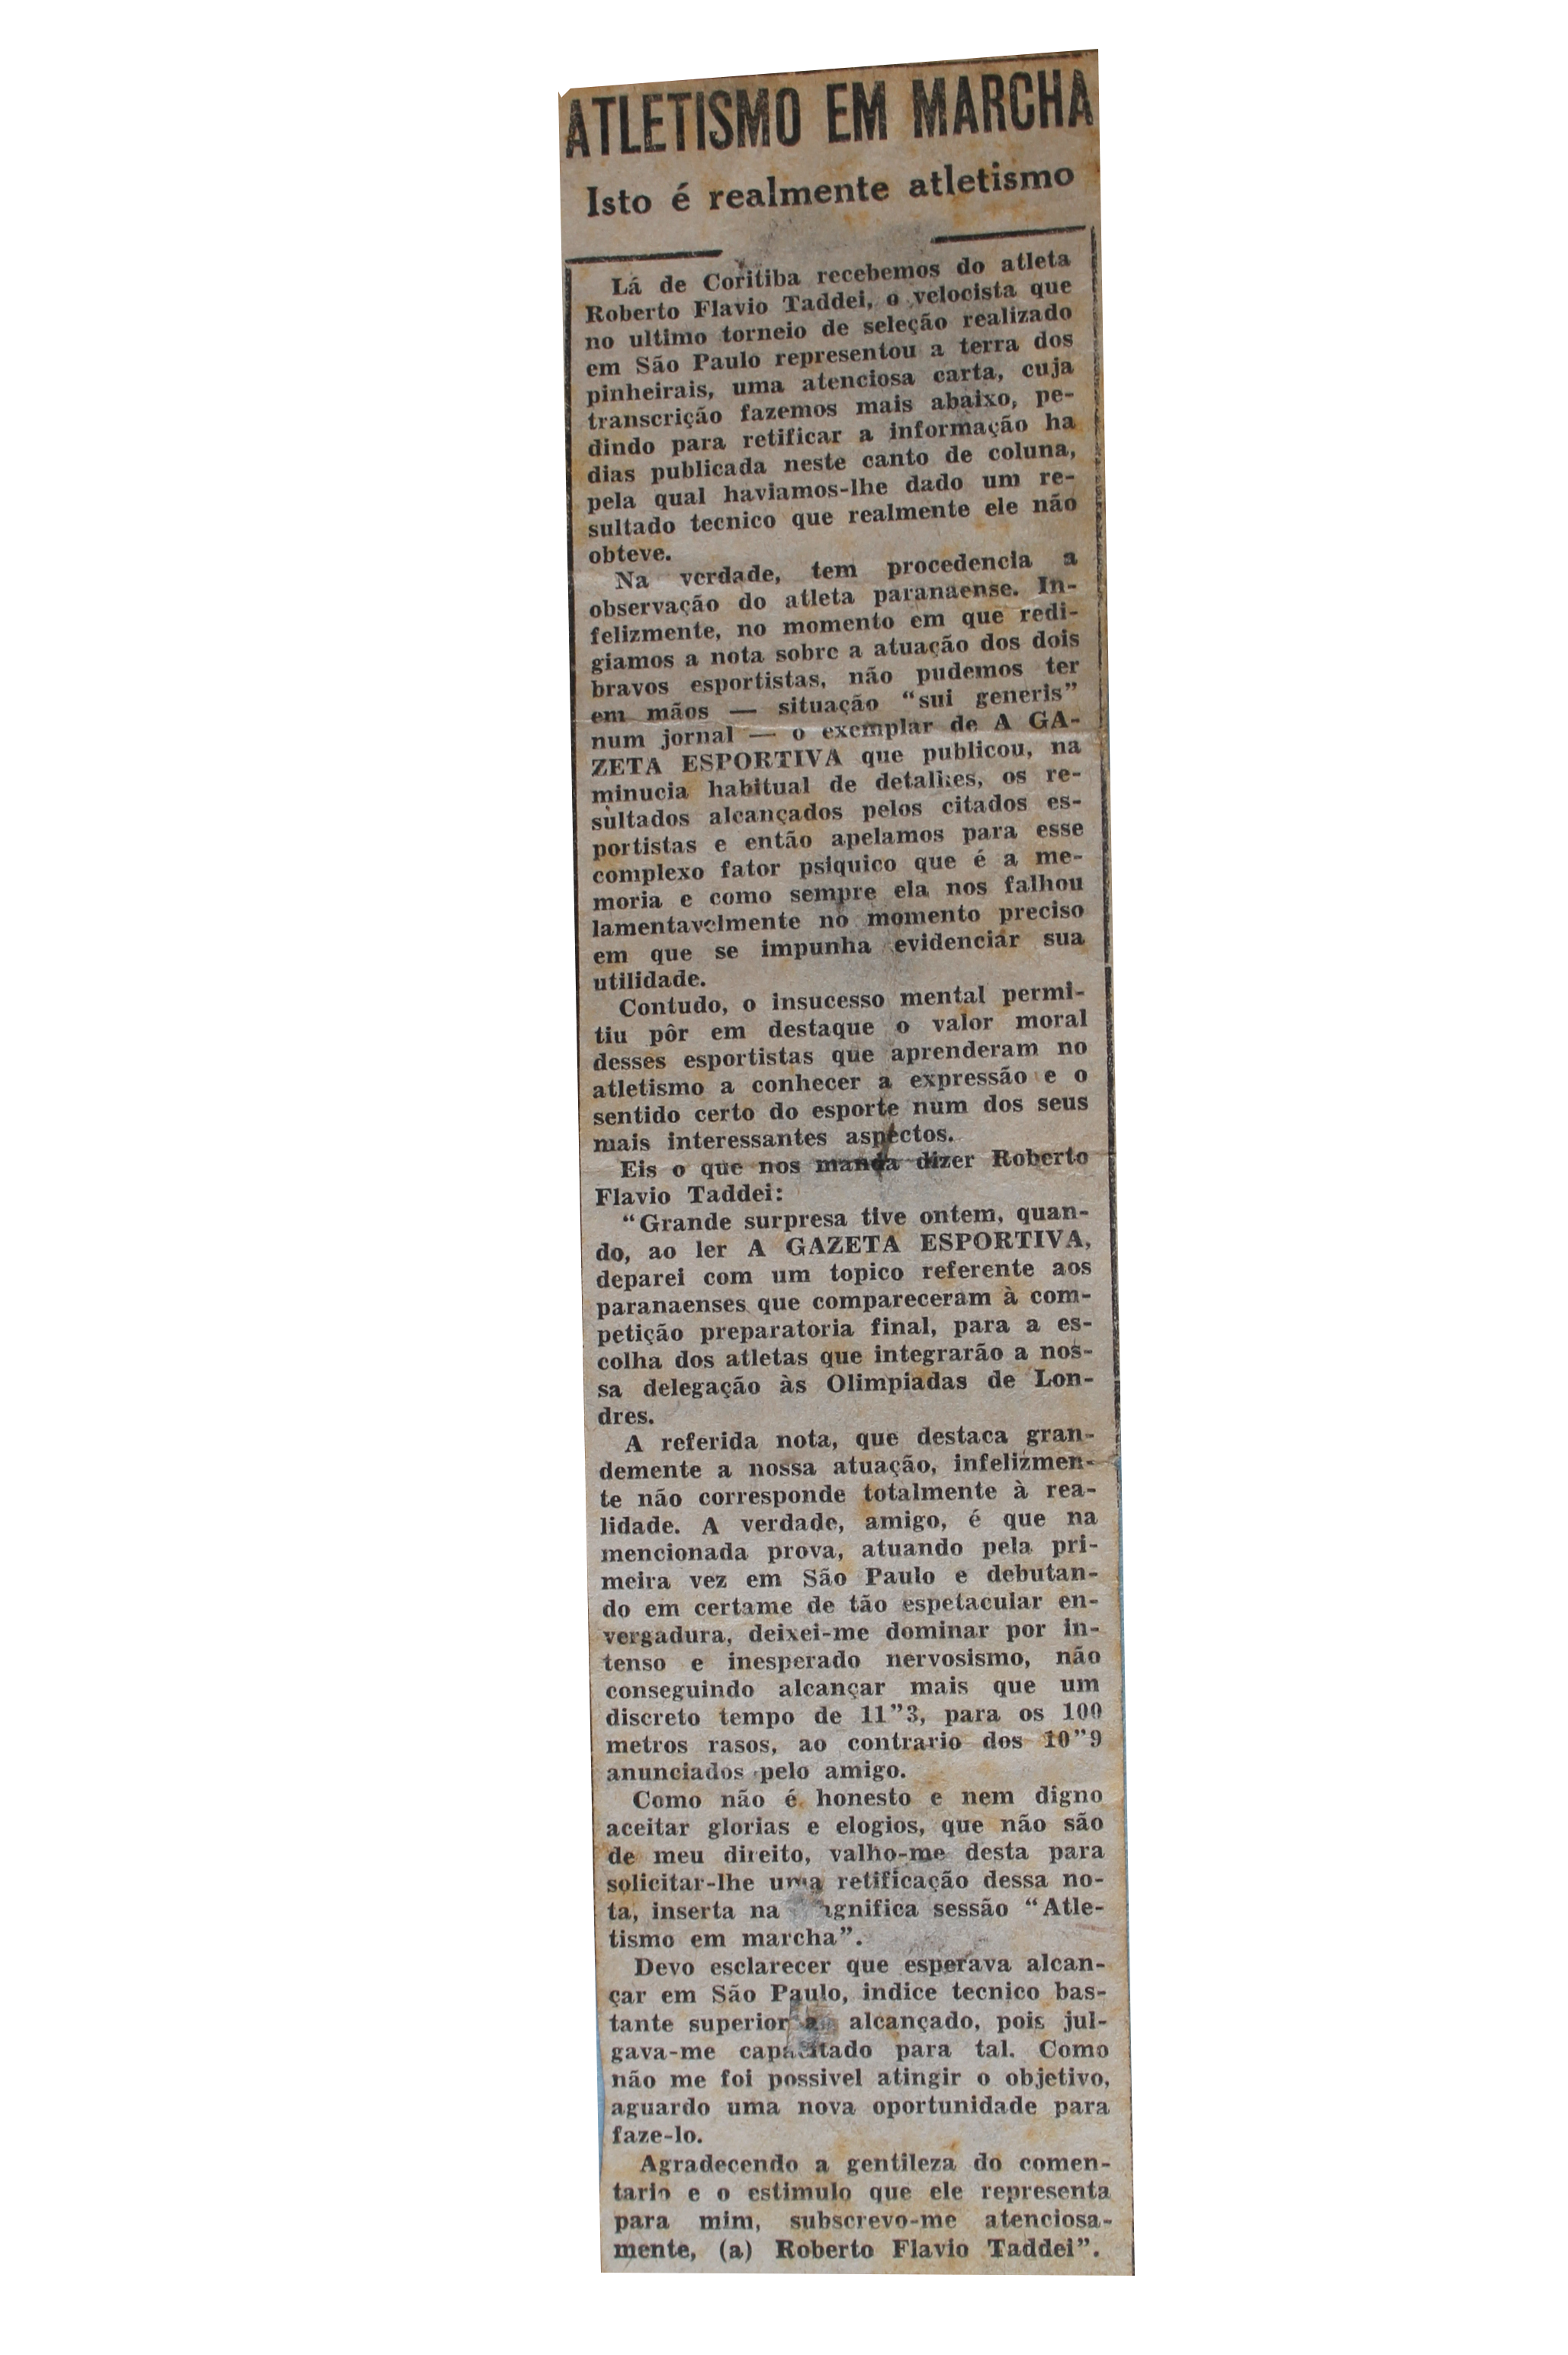 ATLETISMO EM MARCHA
Isto é realmente atletismo
Lá de Coritiba recebemos do atleta
Roberto Flavio Taddei, o velocista que
no ultimo torneio de seleção realizado
em São Paulo representou a terra dos
pinheirais, uma atenciosa carta, cuja
transcrição fazemos mais abaixo, pe-
dindo para retificar a informação ha
dias publicada neste canto de coluna,
pela qual haviamos-lhe dado um re-
sultado tecnico que realmente ele não
obteve.
Na verdade, tem procedencia a
observação do atleta paranaense. In-
felizmente, no momento em que redi-
giamos a nota sobre a atuação dos dois
bravos esportistas, não pudemos ter
em mãos — situação "sui generis"
num jornal — o exemplar de A GA-
ZETA ESPORTIVA que publicou, na
minucia habitual de detalhes, os re-
sultados alcançados pelos citados es-
portistas e então apelamos para esse
complexo fator psiquico que é a me-
moria e como sempre ela nos falhou
lamentavelmente no momento preciso
em que se impunha evidenciar sua
utilidade.
Contudo, o insucesso mental permi-
tiu pôr em destaque o valor moral
desses esportistas que aprenderam no
atletismo a conhecer a expressão e o
sentido certo do esporte num dos seus
mais interessantes aspectos.
Eis o que nos manda dizer Roberto
Flavio Taddei:
"Grande surpresa tive ontem, quan-
do, ao ler A GAZETA ESPORTIVA,
deparei com um topico referente aos
paranaenses que compareceram à com-
petição preparatoria final, para a es-
colha dos atletas que integrarão a nos-
sa delegação às Olimpiadas de Lon-
dres.
A referida nota, que destaca gran-
demente a nossa atuação, infelizmen-
te não corresponde totalmente à rea-
lidade. A verdade, amigo, é que na
mencionada prova, atuando pela pri-
meira vez em São Paulo e debutan-
do em certame de tão espetacular en-
vergadura, deixei-me dominar por in-
tenso e inesperado nervosismo, não
conseguindo alcançar mais que um
discreto tempo de 11"3, para os 100
metros rasos, ao contrario dos 10"9
anunciados pelo amigo.
Como não é honesto e nem digno
aceitar glorias e elogios, que não são
de meu direito, valho-me desta para
solicitar-lhe uma retificação dessa no-
ta, inserta na magnifica sessão "Atle-
tismo em marcha".
Devo esclarecer que esperava alcan-
çar em São Paulo, indice tecnico bas-
tante superior alcançado, pois jul-
gava-me capacitado para tal. Como
não me foi possivel atingir o objetivo,
aguardo uma nova oportunidade para
faze-lo.
Agradecendo a gentileza do comen-
tario e o estimulo que ele representa
para mim, subscrevo-me atenciosa-
mente, (a) Roberto Flavio Taddei".